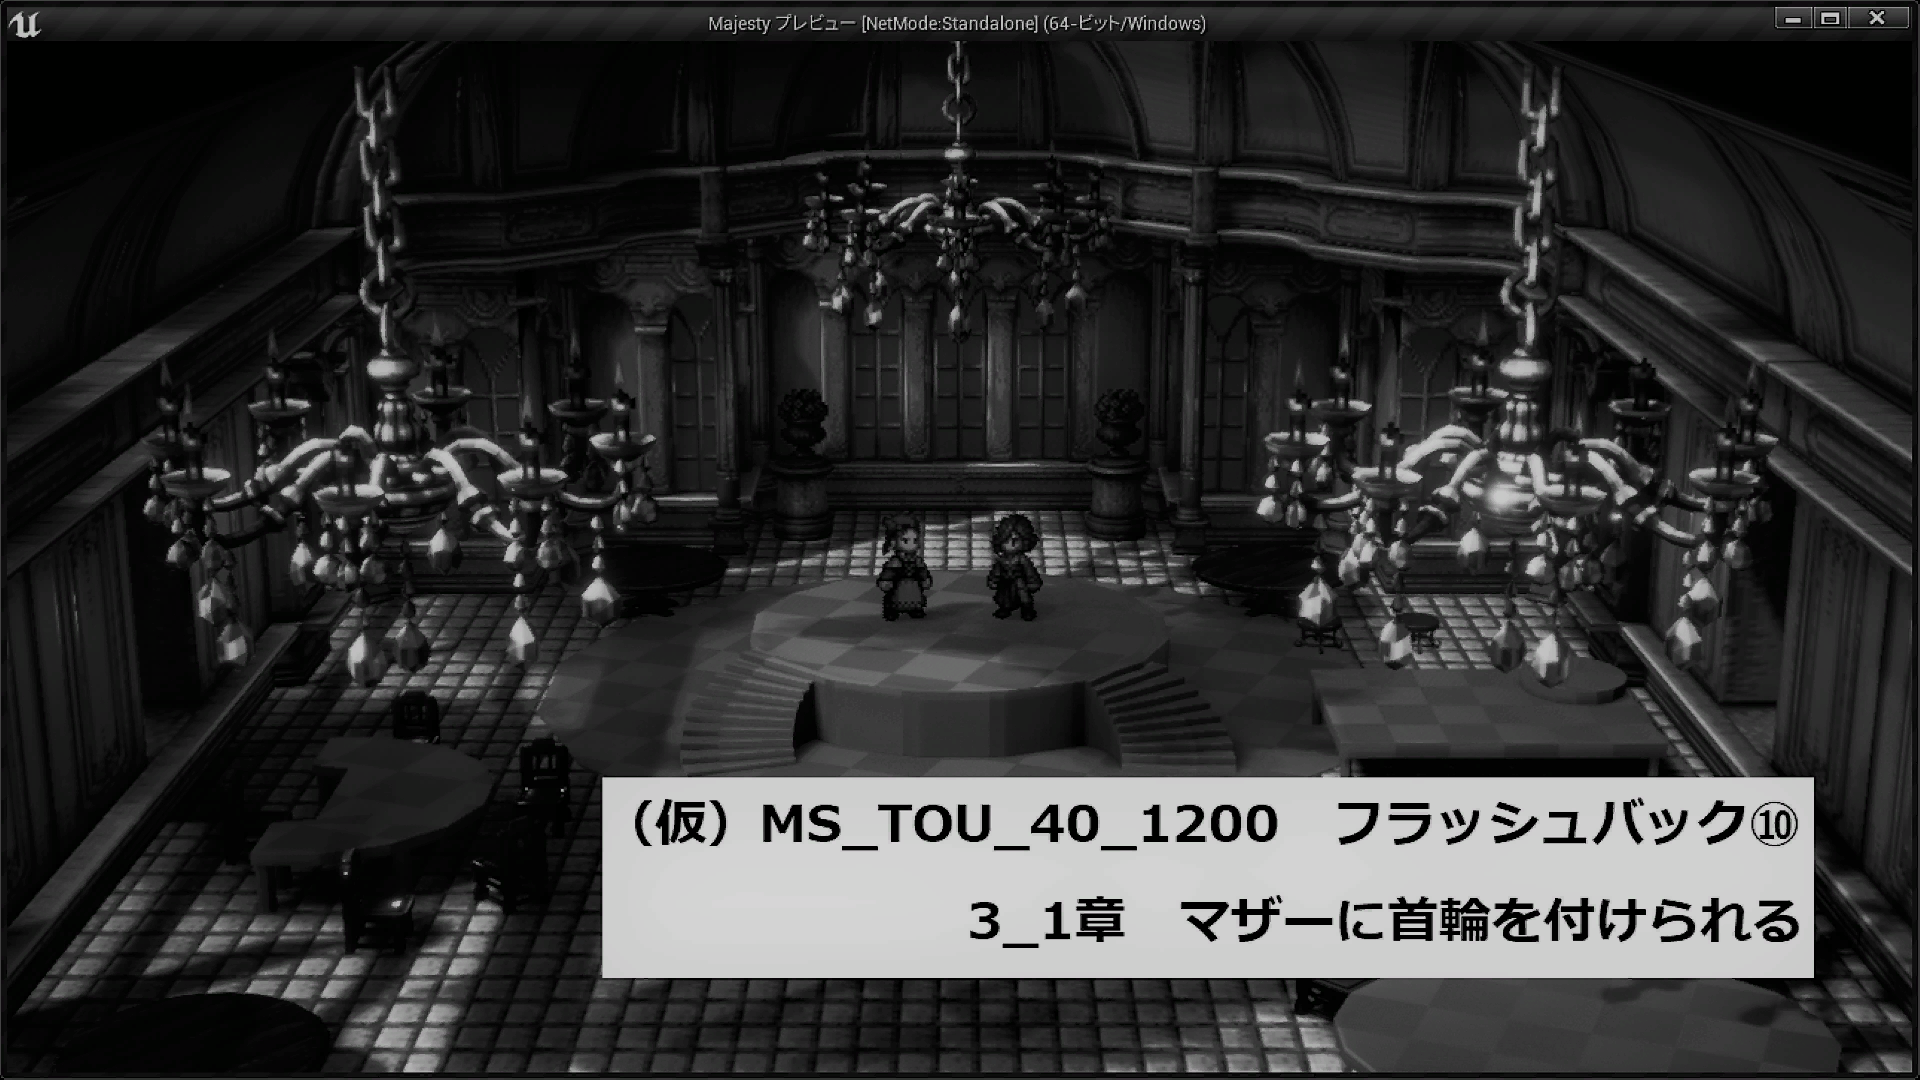 Majesty プレビュー [NetMode:Standalone] (64-ビット/Windows)
（仮）MS_TOU_40_1200　フラッシュバック⑩
3_1章　マザーに首輪を付けられる